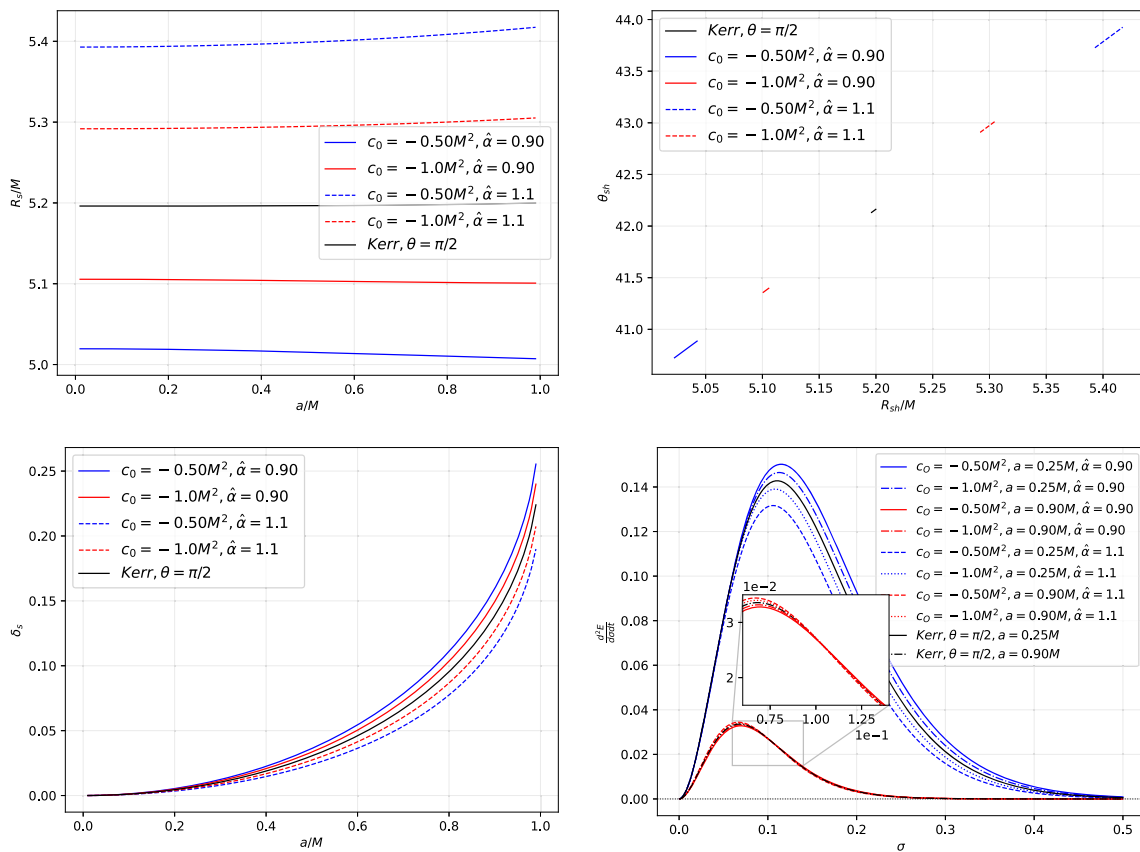 5.4
5.3
5.2
5.1
5.0
R_s/M
0.0 0.2 0.4 0.6 0.8 1.0
a/M
c_0 = −0.50M^2, α̂ = 0.90
c_0 = −1.0M^2, α̂ = 0.90
c_0 = −0.50M^2, α̂ = 1.1
c_0 = −1.0M^2, α̂ = 1.1
Kerr, θ = π/2
44.0
43.5
43.0
42.5
42.0
41.5
41.0
θ_{sh}
5.05 5.10 5.15 5.20 5.25 5.30 5.35 5.40
R_{sh}/M
Kerr, θ = π/2
c_0 = −0.50M^2, α̂ = 0.90
c_0 = −1.0M^2, α̂ = 0.90
c_0 = −0.50M^2, α̂ = 1.1
c_0 = −1.0M^2, α̂ = 1.1
0.25
0.20
0.15
0.10
0.05
0.00
δ_s
0.0 0.2 0.4 0.6 0.8 1.0
a/M
c_0 = −0.50M^2, α̂ = 0.90
c_0 = −1.0M^2, α̂ = 0.90
c_0 = −0.50M^2, α̂ = 1.1
c_0 = −1.0M^2, α̂ = 1.1
Kerr, θ = π/2
0.14
0.12
0.10
0.08
0.06
0.04
0.02
0.00
d^2E
dσdt
0.0 0.1 0.2 0.3 0.4 0.5
σ
c_O = −0.50M^2, a = 0.25M, α̂ = 0.90
c_O = −1.0M^2, a = 0.25M, α̂ = 0.90
c_O = −0.50M^2, a = 0.90M, α̂ = 0.90
c_O = −1.0M^2, a = 0.90M, α̂ = 0.90
c_O = −0.50M^2, a = 0.25M, α̂ = 1.1
c_O = −1.0M^2, a = 0.25M, α̂ = 1.1
c_O = −0.50M^2, a = 0.90M, α̂ = 1.1
c_O = −1.0M^2, a = 0.90M, α̂ = 1.1
Kerr, θ = π/2, a = 0.25M
Kerr, θ = π/2, a = 0.90M
1e−2
3
2
0.75 1.00 1.25
1e−1